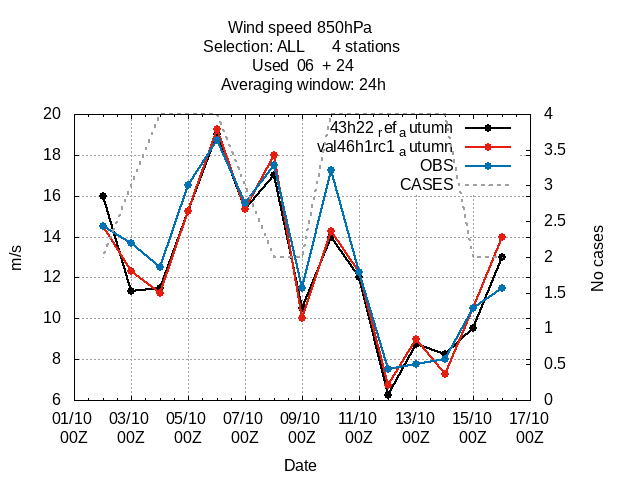 Wind speed 850hPa
Selection: ALL 4 stations
Used 06 + 24
Averaging window: 24h
20
18
16
14
12
10
8
6
m/s
4
3.5
3
2.5
2
1.5
1
0.5
0
No cases
43h22 ref a utumn
val46h1rc1 a utumn
OBS
CASES
01/10 03/10 05/10 07/10 09/10 11/10 13/10 15/10 17/10
00Z 00Z 00Z 00Z 00Z 00Z 00Z 00Z 00Z
Date